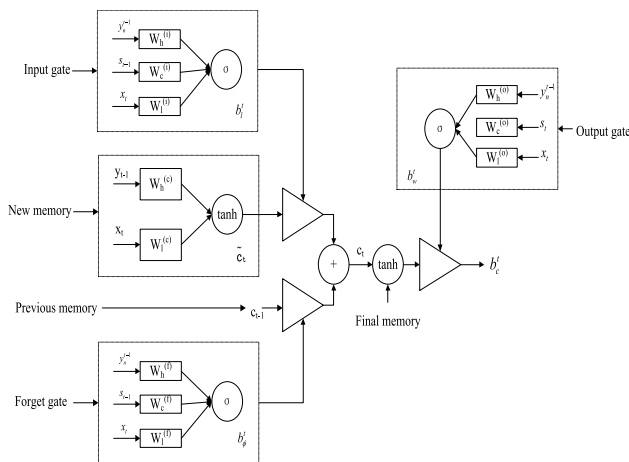 Input gate
y_n^{t-1}
W_h^{(i)}
s_{t-1}
W_c^{(i)}
x_t
W_l^{(i)}
σ
b_l^t
W_h^{(o)}
y_n^{t-1}
W_c^{(o)}
s_t
W_l^{(o)}
x_t
σ
b_w^t
Output gate
New memory
y_{t-1}
W_h^{(c)}
x_t
W_l^{(c)}
tanh
c̃_t
+
c_t
tanh
b_c^t
Previous memory
c_{t-1}
Final memory
Forget gate
y_n^{t-1}
W_h^{(f)}
s_{t-1}
W_c^{(f)}
x_t
W_l^{(f)}
σ
b_ϕ^t